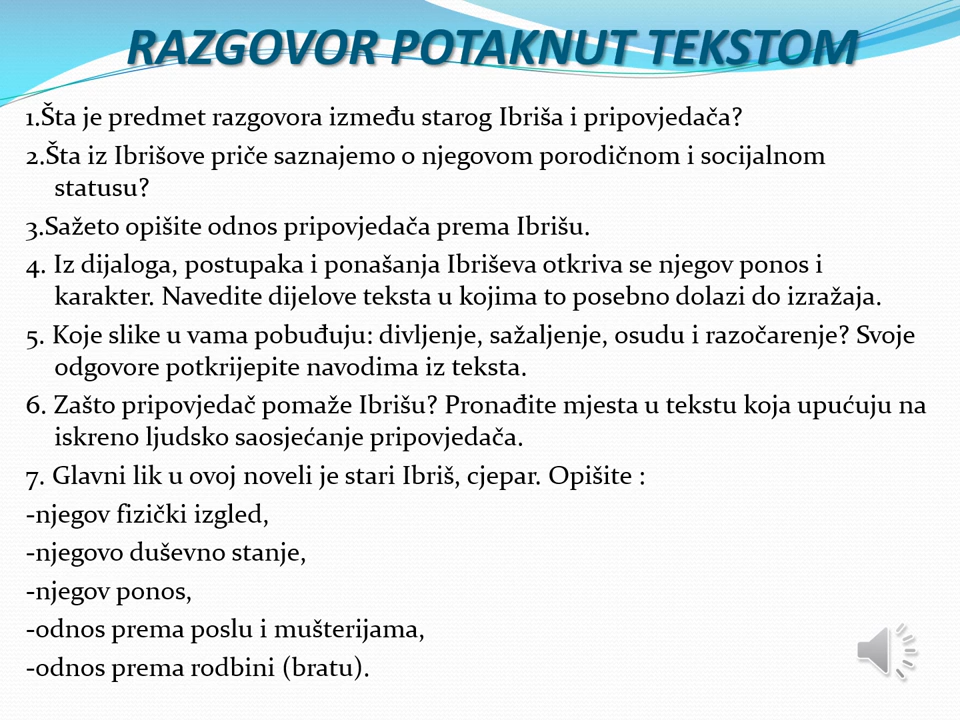 RAZGOVOR POTAKNUT TEKSTOM
1.Šta je predmet razgovora između starog Ibriša i pripovjedača?
2.Šta iz Ibrišove priče saznajemo o njegovom porodičnom i socijalnom
statusu?
3.Sažeto opišite odnos pripovjedača prema Ibrišu.
4. Iz dijaloga, postupaka i ponašanja Ibriševa otkriva se njegov ponos i
karakter. Navedite dijelove teksta u kojima to posebno dolazi do izražaja.
5. Koje slike u vama pobuđuju: divljenje, sažaljenje, osudu i razočarenje? Svoje
odgovore potkrijepite navodima iz teksta.
6. Zašto pripovjedač pomaže Ibrišu? Pronađite mjesta u tekstu koja upućuju na
iskreno ljudsko saosjećanje pripovjedača.
7. Glavni lik u ovoj noveli je stari Ibriš, cjepar. Opišite :
-njegov fizički izgled,
-njegovo duševno stanje,
-njegov ponos,
-odnos prema poslu i mušterijama,
-odnos prema rodbini (bratu).